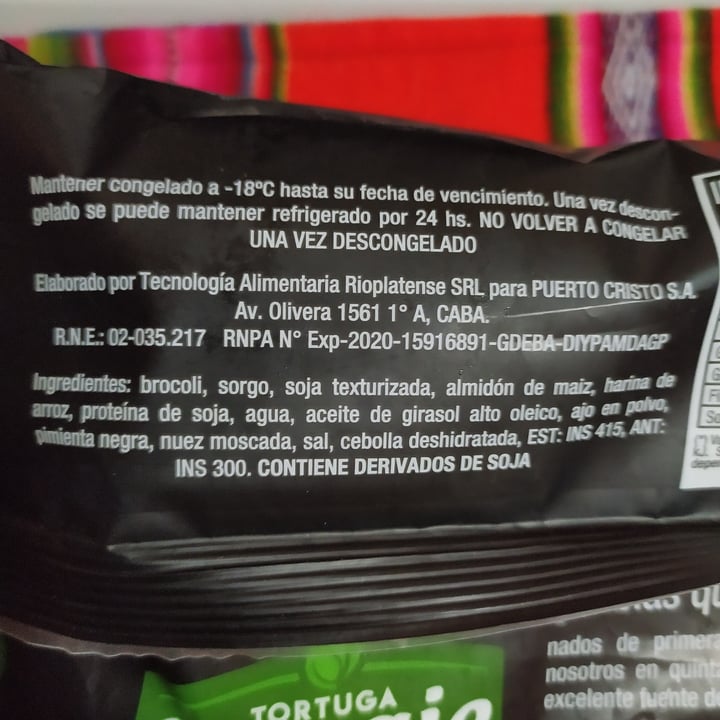 Mantener congelado a -18ºC hasta su fecha de vencimiento. Una vez descon-
gelado se puede mantener refrigerado por 24 hs. NO VOLVER A CONGELAR
UNA VEZ DESCONGELADO
Elaborado por Tecnología Alimentaria Rioplatense SRL para PUERTO CRISTO S.A.
Av. Olivera 1561 1° A, CABA.
R.N.E.: 02-035.217 RNPA N° Exp-2020-15916891-GDEBA-DIYPAMDAGP
Ingredientes: brocoli, sorgo, soja texturizada, almidón de maiz, harina de
arroz, proteína de soja, agua, aceite de girasol alto oleico, ajo en polvo,
pimienta negra, nuez moscada, sal, cebolla deshidratada, EST: INS 415, ANT:
INS 300. CONTIENE DERIVADOS DE SOJA
nados de primera
nosotros en quint
excelente fuente d
TORTUGA